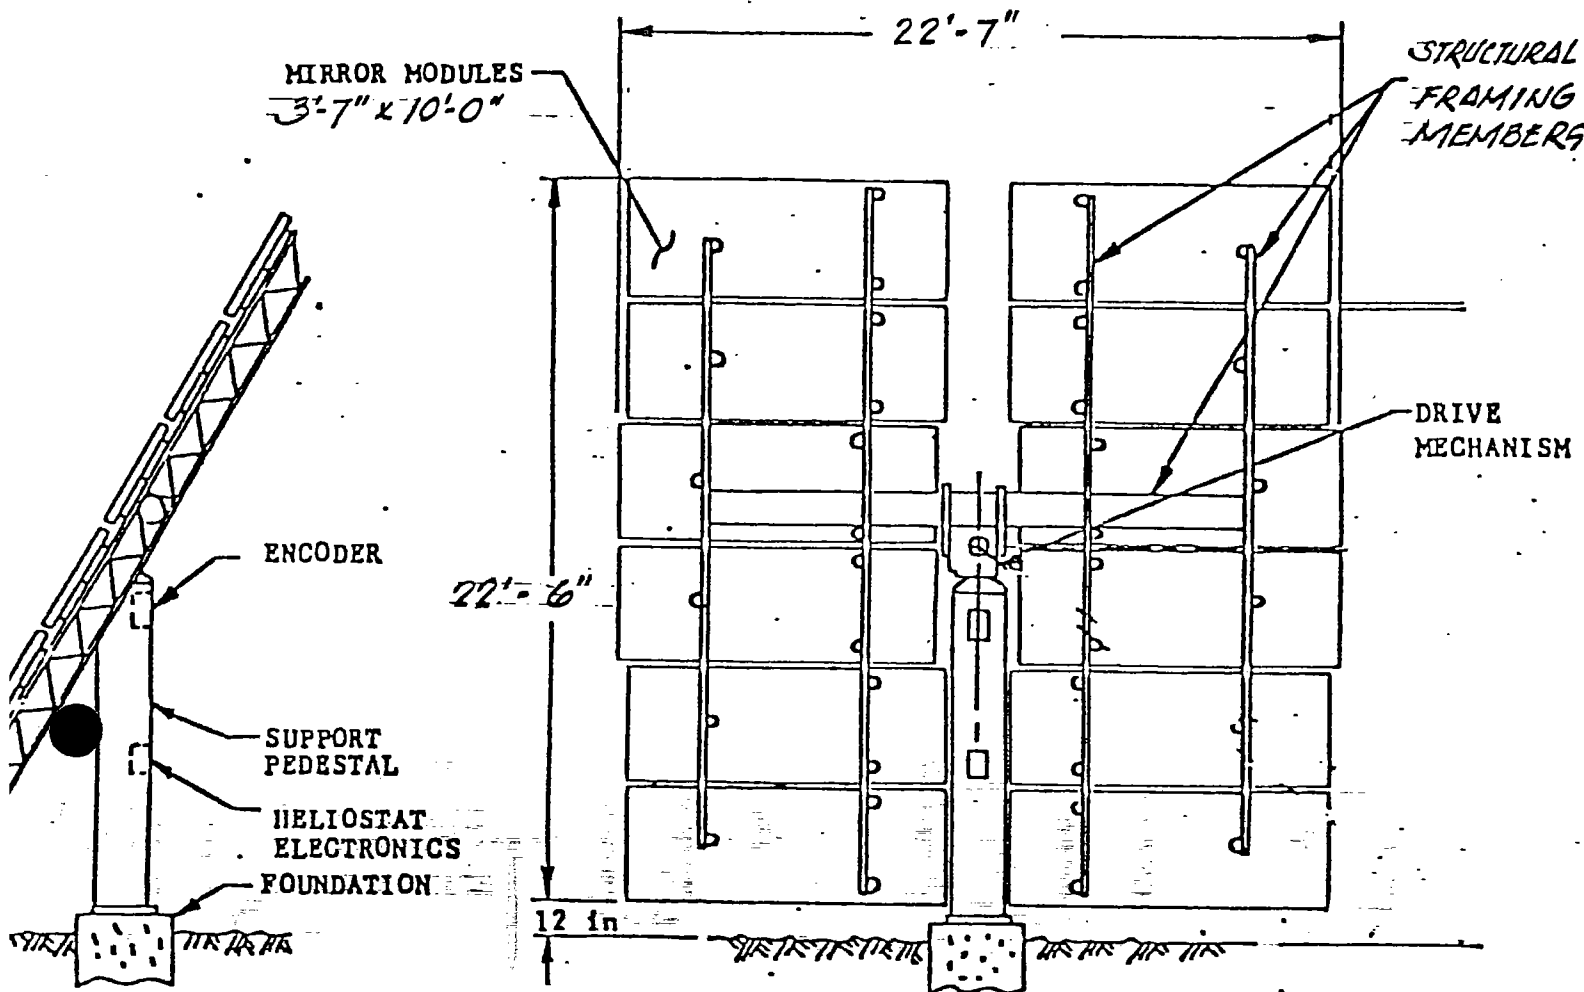 22'-7"
MIRROR MODULES
3'-7" x 10'-0"
STRUCTURAL
FRAMING
MEMBERS
DRIVE
MECHANISM
ENCODER
22'-6"
SUPPORT
PEDESTAL
HELIOSTAT
ELECTRONICS
FOUNDATION
12 in